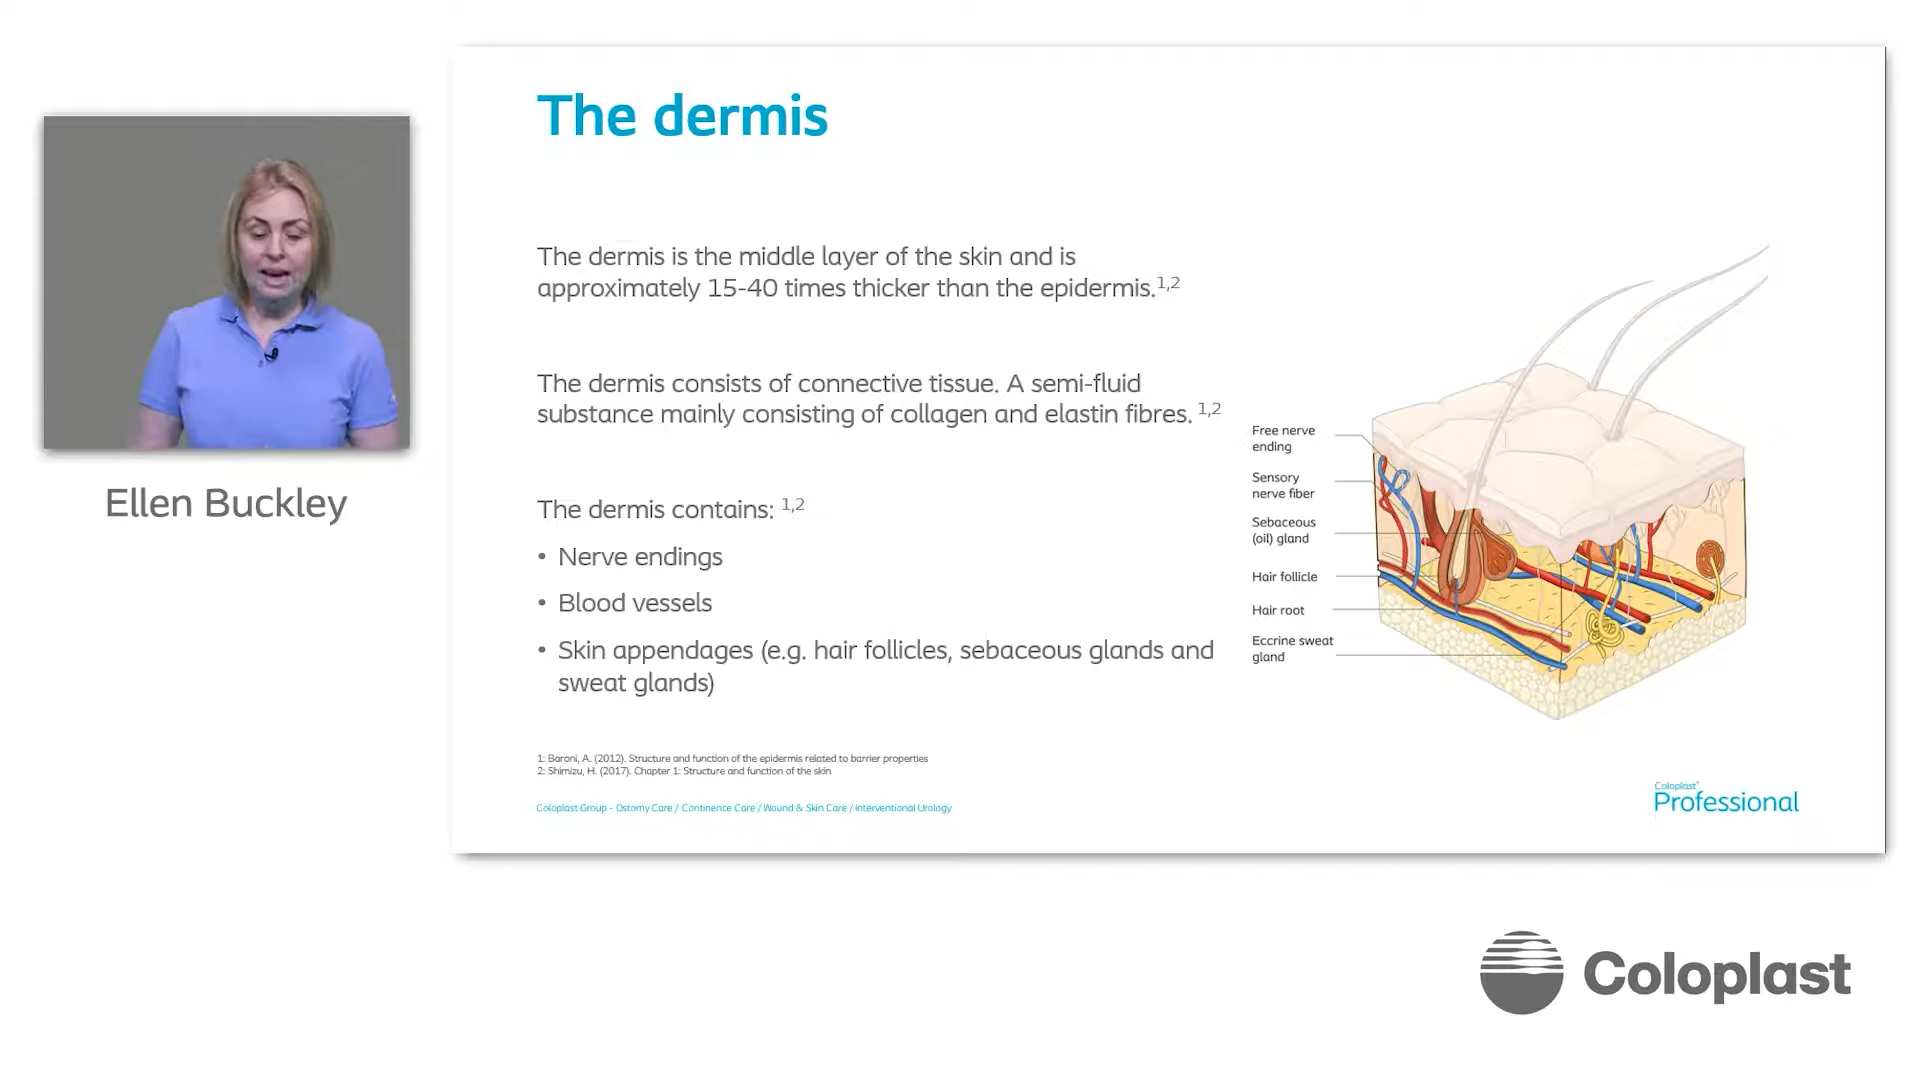 The dermis
Ellen Buckley
The dermis is the middle layer of the skin and is
approximately 15-40 times thicker than the epidermis.1,2
The dermis consists of connective tissue. A semi-fluid
substance mainly consisting of collagen and elastin fibres. 1,2
The dermis contains: 1,2
• Nerve endings
• Blood vessels
• Skin appendages (e.g. hair follicles, sebaceous glands and
sweat glands)
Free nerve
ending
Sensory
nerve fiber
Sebaceous
(oil) gland
Hair follicle
Hair root
Eccrine sweat
gland
1: Baroni, A. (2012). Structure and function of the epidermis related to barrier properties
2: Shimizu, H. (2017). Chapter 1: Structure and function of the skin
Coloplast Group - Ostomy Care / Continence Care / Wound & Skin Care / Interventional Urology
Coloplast®
Professional
Coloplast